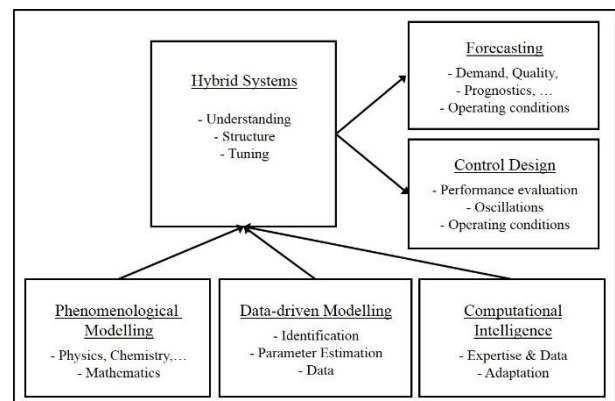 Hybrid Systems
- Understanding
- Structure
- Tuning
Forecasting
- Demand, Quality,
- Prognostics, …
- Operating conditions
Control Design
- Performance evaluation
- Oscillations
- Operating conditions
Phenomenological
Modelling
- Physics, Chemistry,…
- Mathematics
Data-driven Modelling
- Identification
- Parameter Estimation
- Data
Computational
Intelligence
- Expertise & Data
- Adaptation